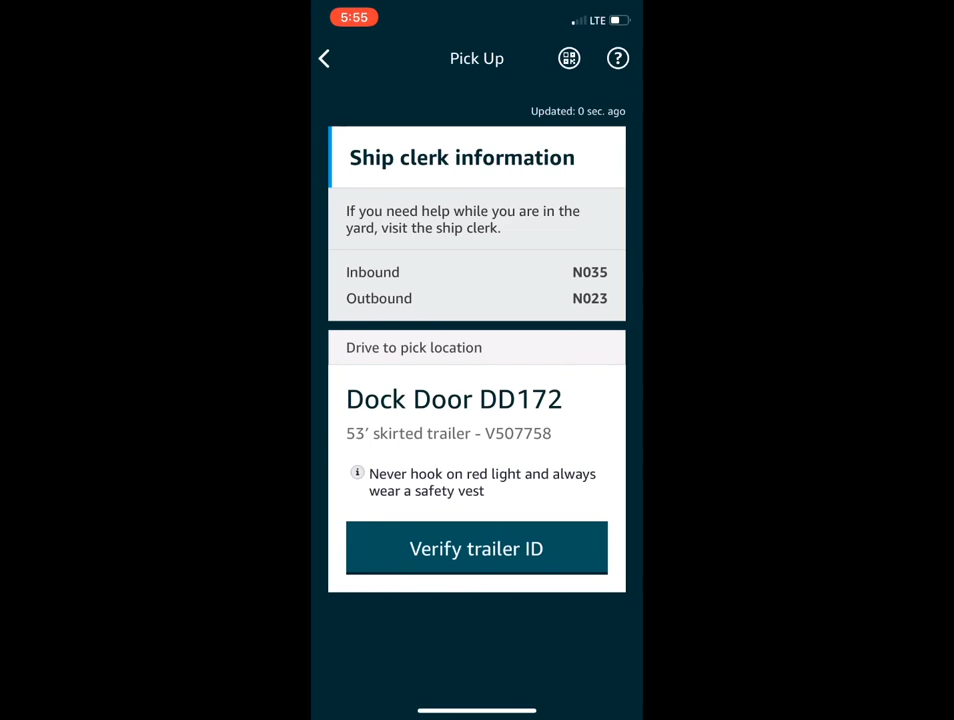 5:55
LTE
Pick Up
?
Updated: 0 sec. ago
Ship clerk information
If you need help while you are in the
yard, visit the ship clerk.
Inbound N035
Outbound N023
Drive to pick location
Dock Door DD172
53’ skirted trailer - V507758
i Never hook on red light and always
wear a safety vest
Verify trailer ID